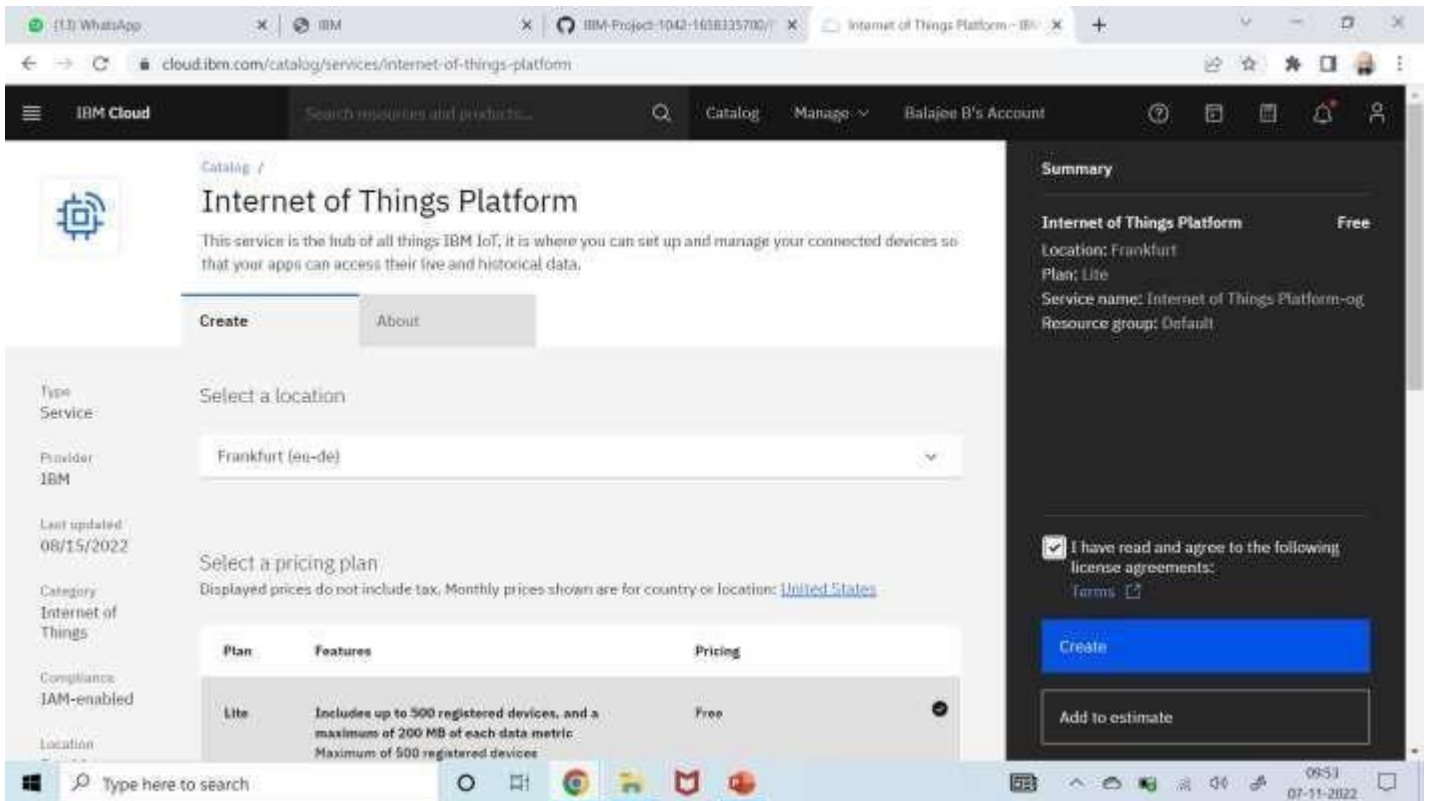 (13) WhatsApp
IBM
IBM-Project-1042-1658335700/
Internet of Things Platform - IB
cloud.ibm.com/catalog/services/internet-of-things-platform
IBM Cloud
Search resources and products...
Catalog
Manage
Balajee B's Account
Catalog /
Internet of Things Platform
This service is the hub of all things IBM IoT, it is where you can set up and manage your connected devices so
that your apps can access their live and historical data.
Create
About
Type
Service
Provider
IBM
Last updated
08/15/2022
Category
Internet of
Things
Compliance
IAM-enabled
Location
Select a location
Frankfurt (eu-de)
Select a pricing plan
Displayed prices do not include tax. Monthly prices shown are for country or location: United States
Plan
Features
Pricing
Lite
Includes up to 500 registered devices, and a
maximum of 200 MB of each data metric
Maximum of 500 registered devices
Free
Summary
Internet of Things Platform
Free
Location: Frankfurt
Plan: Lite
Service name: Internet of Things Platform-og
Resource group: Default
I have read and agree to the following
license agreements:
Terms
Create
Add to estimate
Type here to search
09:53
07-11-2022